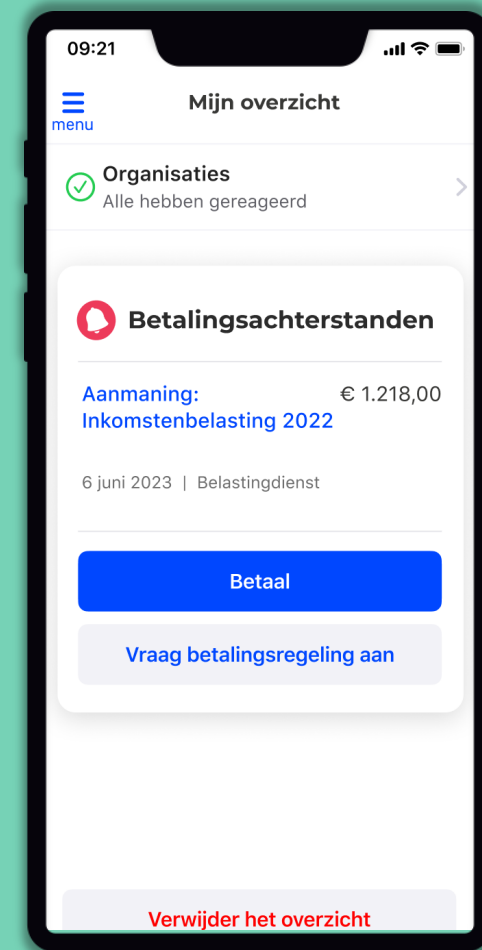 09:21
menu
Mijn overzicht
Organisaties
Alle hebben gereageerd
Betalingsachterstanden
Aanmaning: € 1.218,00
Inkomstenbelasting 2022
6 juni 2023 | Belastingdienst
Betaal
Vraag betalingsregeling aan
Verwijder het overzicht